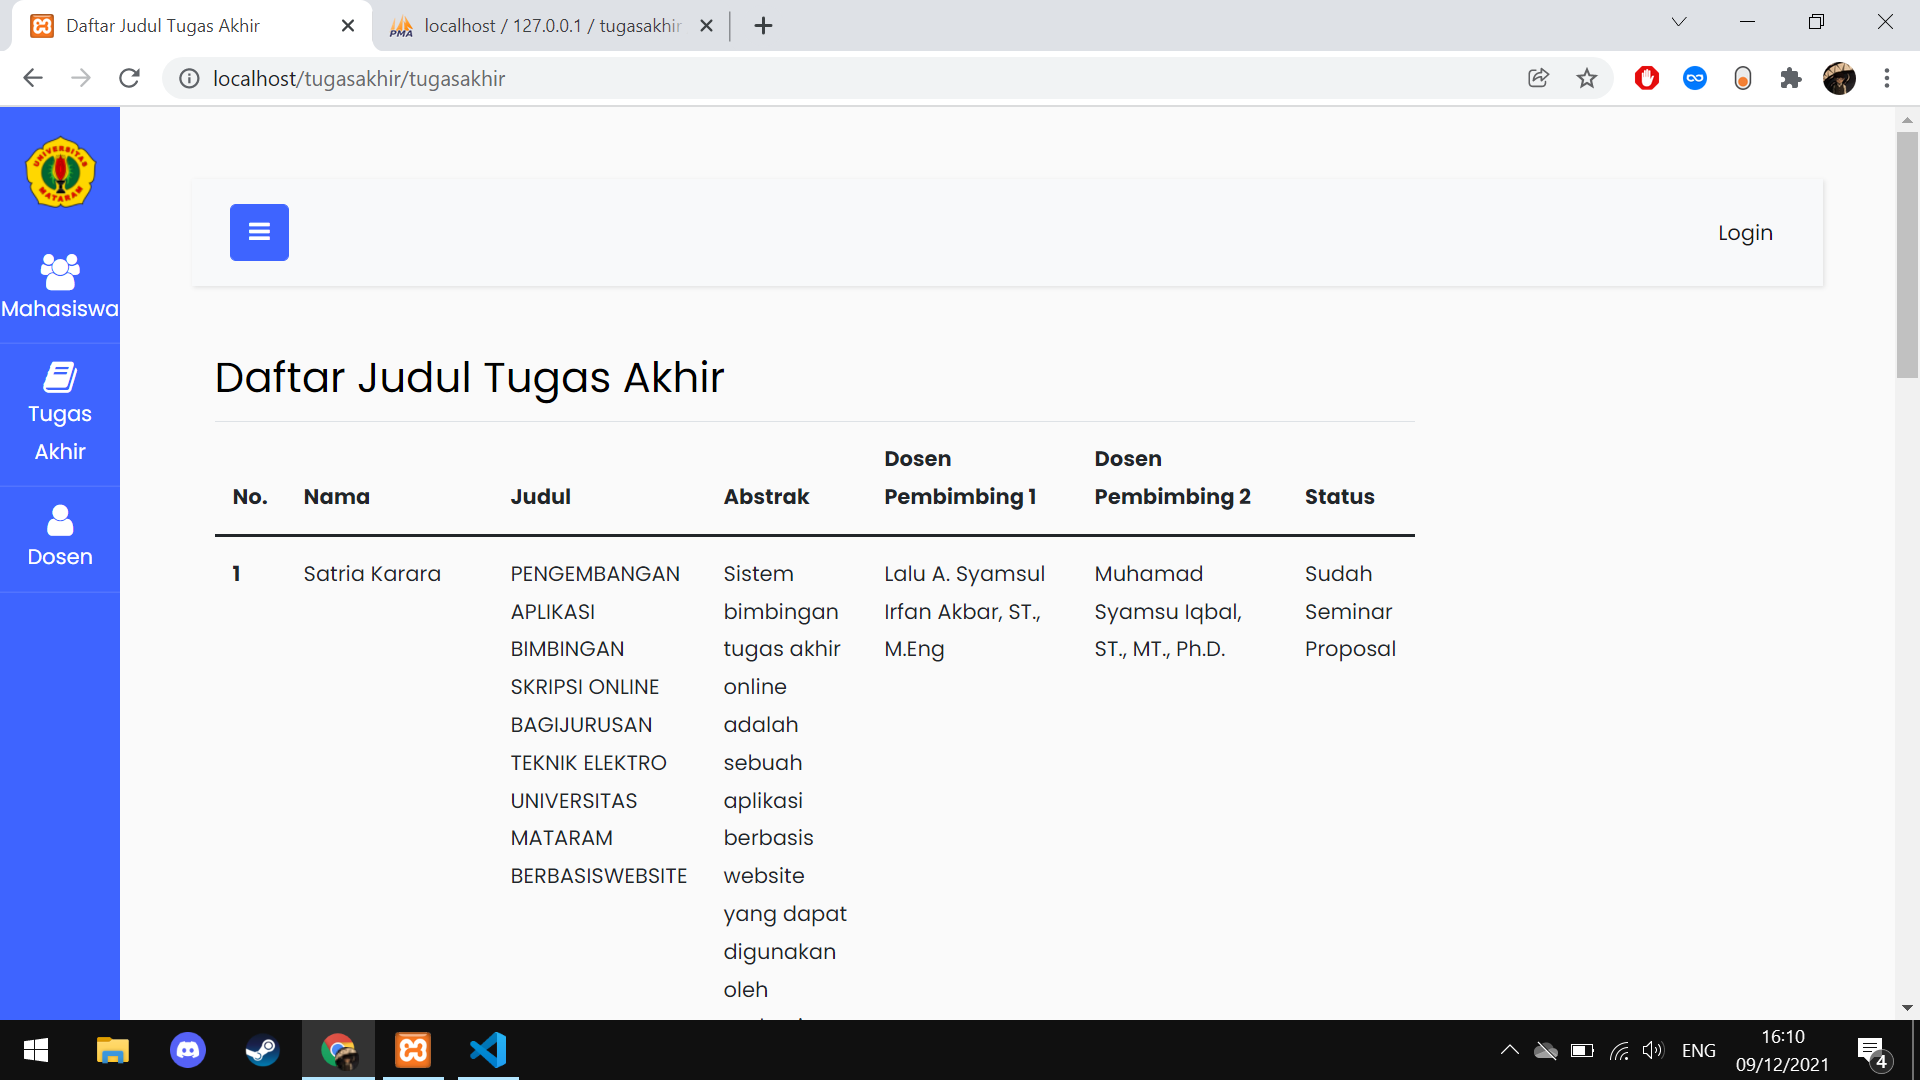 Daftar Judul Tugas Akhir
PMA
localhost / 127.0.0.1 / tugasakhir
localhost/tugasakhir/tugasakhir
UNIVERSITAS MATARAM
Mahasiswa
Tugas
Akhir
Dosen
Login
Daftar Judul Tugas Akhir
No.
Nama
Judul
Abstrak
Dosen
Pembimbing 1
Dosen
Pembimbing 2
Status
1
Satria Karara
PENGEMBANGAN
APLIKASI
BIMBINGAN
SKRIPSI ONLINE
BAGIJURUSAN
TEKNIK ELEKTRO
UNIVERSITAS
MATARAM
BERBASISWEBSITE
Sistem
bimbingan
tugas akhir
online
adalah
sebuah
aplikasi
berbasis
website
yang dapat
digunakan
oleh
Lalu A. Syamsul
Irfan Akbar, ST.,
M.Eng
Muhamad
Syamsu Iqbal,
ST., MT., Ph.D.
Sudah
Seminar
Proposal
ENG
16:10
09/12/2021
4